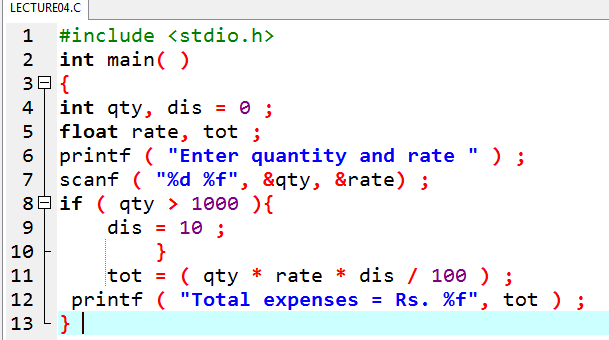 LECTURE04.C
1 #include <stdio.h>
2 int main( )
3 {
4 int qty, dis = 0 ;
5 float rate, tot ;
6 printf ( "Enter quantity and rate " ) ;
7 scanf ( "%d %f", &qty, &rate) ;
8 if ( qty > 1000 ){
9 dis = 10 ;
10 }
11 tot = ( qty * rate * dis / 100 ) ;
12 printf ( "Total expenses = Rs. %f", tot ) ;
13 }